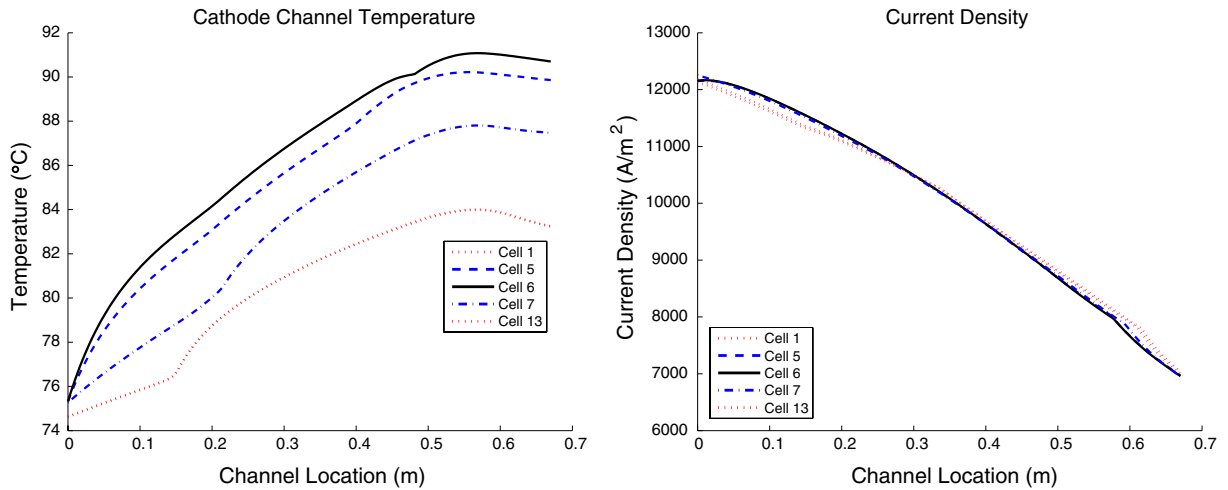 Cathode Channel Temperature
92
90
88
86
84
82
80
78
76
74
Temperature (°C)
0
0.1
0.2
0.3
0.4
0.5
0.6
0.7
Channel Location (m)
Cell 1
Cell 5
Cell 6
Cell 7
Cell 13
Current Density
13000
12000
11000
10000
9000
8000
7000
6000
Current Density (A/m²)
0
0.1
0.2
0.3
0.4
0.5
0.6
0.7
Channel Location (m)
Cell 1
Cell 5
Cell 6
Cell 7
Cell 13